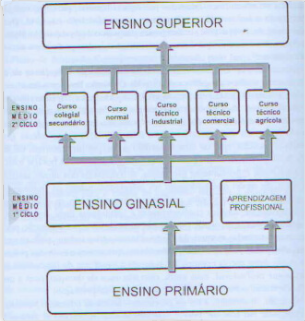 ENSINO SUPERIOR
ENSINO
MÉDIO
2º CICLO
Curso
colegial
secundário
Curso
normal
Curso
técnico
industrial
Curso
técnico
comercial
Curso
técnico
agrícola
ENSINO
MÉDIO
1º CICLO
ENSINO GINASIAL
APRENDIZAGEM
PROFISSIONAL
ENSINO PRIMÁRIO